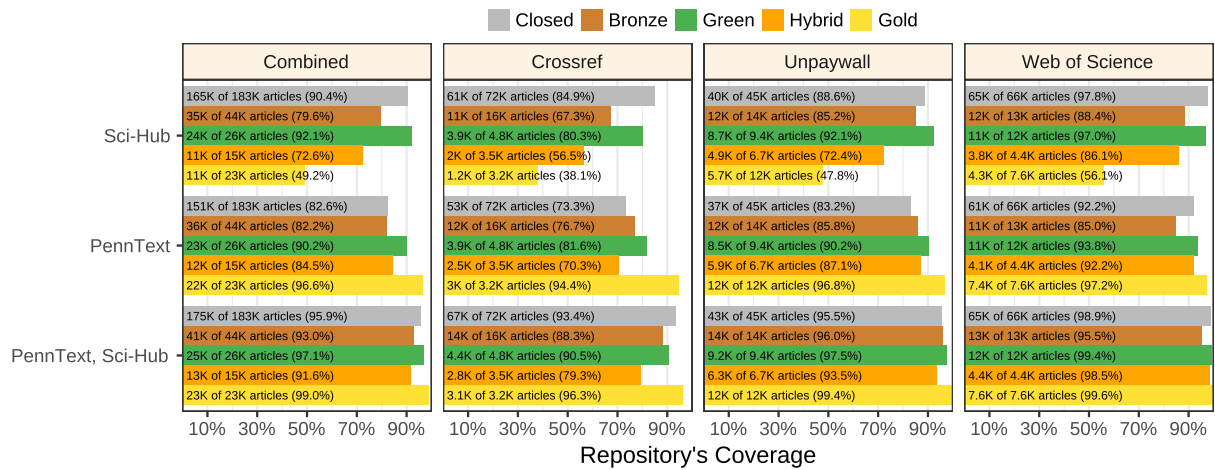 Closed Bronze Green Hybrid Gold
Combined Crossref Unpaywall Web of Science
Sci-Hub
165K of 183K articles (90.4%) 61K of 72K articles (84.9%) 40K of 45K articles (88.6%) 65K of 66K articles (97.8%)
35K of 44K articles (79.6%) 11K of 16K articles (67.3%) 12K of 14K articles (85.2%) 12K of 13K articles (88.4%)
24K of 26K articles (92.1%) 3.9K of 4.8K articles (80.3%) 8.7K of 9.4K articles (92.1%) 11K of 12K articles (97.0%)
11K of 15K articles (72.6%) 2K of 3.5K articles (56.5%) 4.9K of 6.7K articles (72.4%) 3.8K of 4.4K articles (86.1%)
11K of 23K articles (49.2%) 1.2K of 3.2K articles (38.1%) 5.7K of 12K articles (47.8%) 4.3K of 7.6K articles (56.1%)
PennText
151K of 183K articles (82.6%) 53K of 72K articles (73.3%) 37K of 45K articles (83.2%) 61K of 66K articles (92.2%)
36K of 44K articles (82.2%) 12K of 16K articles (76.7%) 12K of 14K articles (85.8%) 11K of 13K articles (85.0%)
23K of 26K articles (90.2%) 3.9K of 4.8K articles (81.6%) 8.5K of 9.4K articles (90.2%) 11K of 12K articles (93.8%)
12K of 15K articles (84.5%) 2.5K of 3.5K articles (70.3%) 5.9K of 6.7K articles (87.1%) 4.1K of 4.4K articles (92.2%)
22K of 23K articles (96.6%) 3K of 3.2K articles (94.4%) 12K of 12K articles (96.8%) 7.4K of 7.6K articles (97.2%)
PennText, Sci-Hub
175K of 183K articles (95.9%) 67K of 72K articles (93.4%) 43K of 45K articles (95.5%) 65K of 66K articles (98.9%)
41K of 44K articles (93.0%) 14K of 16K articles (88.3%) 14K of 14K articles (96.0%) 13K of 13K articles (95.5%)
25K of 26K articles (97.1%) 4.4K of 4.8K articles (90.5%) 9.2K of 9.4K articles (97.5%) 12K of 12K articles (99.4%)
13K of 15K articles (91.6%) 2.8K of 3.5K articles (79.3%) 6.3K of 6.7K articles (93.5%) 4.4K of 4.4K articles (98.5%)
23K of 23K articles (99.0%) 3.1K of 3.2K articles (96.3%) 12K of 12K articles (99.4%) 7.6K of 7.6K articles (99.6%)
10% 30% 50% 70% 90% 10% 30% 50% 70% 90% 10% 30% 50% 70% 90% 10% 30% 50% 70% 90%
Repository's Coverage